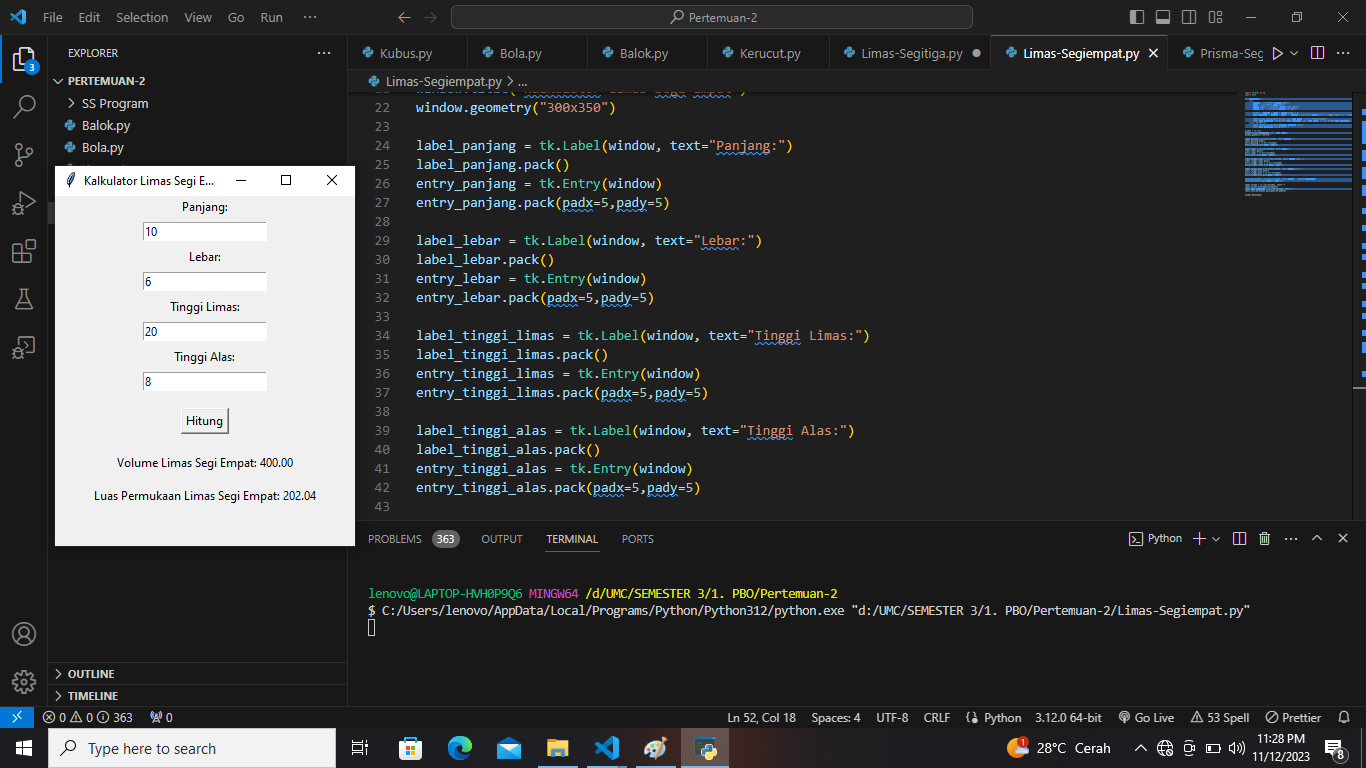 File Edit Selection View Go Run ···
Pertemuan-2
EXPLORER ···
PERTEMUAN-2
SS Program
Balok.py
Bola.py
OUTLINE
TIMELINE
3
Kubus.py Bola.py Balok.py Kerucut.py Limas-Segitiga.py Limas-Segiempat.py Prisma-Seg ···
Limas-Segiempat.py > ...
22 window.geometry("300x350")
23
24 label_panjang = tk.Label(window, text="Panjang:")
25 label_panjang.pack()
26 entry_panjang = tk.Entry(window)
27 entry_panjang.pack(padx=5,pady=5)
28
29 label_lebar = tk.Label(window, text="Lebar:")
30 label_lebar.pack()
31 entry_lebar = tk.Entry(window)
32 entry_lebar.pack(padx=5,pady=5)
33
34 label_tinggi_limas = tk.Label(window, text="Tinggi Limas:")
35 label_tinggi_limas.pack()
36 entry_tinggi_limas = tk.Entry(window)
37 entry_tinggi_limas.pack(padx=5,pady=5)
38
39 label_tinggi_alas = tk.Label(window, text="Tinggi Alas:")
40 label_tinggi_alas.pack()
41 entry_tinggi_alas = tk.Entry(window)
42 entry_tinggi_alas.pack(padx=5,pady=5)
43
Kalkulator Limas Segi E...
Panjang:
10
Lebar:
6
Tinggi Limas:
20
Tinggi Alas:
8
Hitung
Volume Limas Segi Empat: 400.00
Luas Permukaan Limas Segi Empat: 202.04
PROBLEMS 363 OUTPUT TERMINAL PORTS Python ···
lenovo@LAPTOP-HVH0P9Q6 MINGW64 /d/UMC/SEMESTER 3/1. PBO/Pertemuan-2
$ C:/Users/lenovo/AppData/Local/Programs/Python/Python312/python.exe "d:/UMC/SEMESTER 3/1. PBO/Pertemuan-2/Limas-Segiempat.py"
0 0 363 0 Ln 52, Col 18 Spaces: 4 UTF-8 CRLF Python 3.12.0 64-bit Go Live 53 Spell Prettier
Type here to search 1 28°C Cerah 11:28 PM
11/12/2023 8